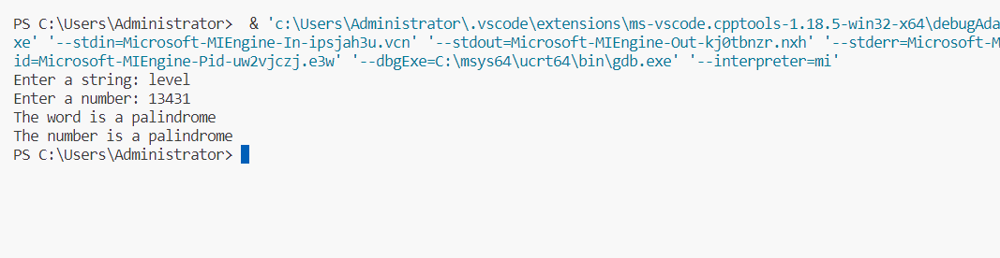 PS C:\Users\Administrator>  & 'c:\Users\Administrator\.vscode\extensions\ms-vscode.cpptools-1.18.5-win32-x64\debugAda
xe' '--stdin=Microsoft-MIEngine-In-ipsjah3u.vcn' '--stdout=Microsoft-MIEngine-Out-kj0tbnzr.nxh' '--stderr=Microsoft-M
id=Microsoft-MIEngine-Pid-uw2vjczj.e3w' '--dbgExe=C:\msys64\ucrt64\bin\gdb.exe' '--interpreter=mi'
Enter a string: level
Enter a number: 13431
The word is a palindrome
The number is a palindrome
PS C:\Users\Administrator>